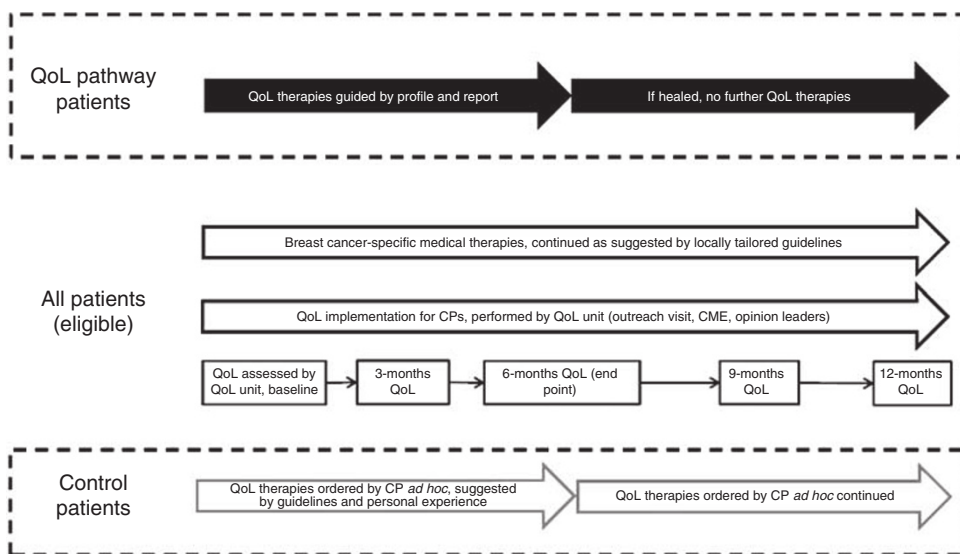 QoL pathway
patients
QoL therapies guided by profile and report
If healed, no further QoL therapies
All patients
(eligible)
Breast cancer-specific medical therapies, continued as suggested by locally tailored guidelines
QoL implementation for CPs, performed by QoL unit (outreach visit, CME, opinion leaders)
QoL assessed by
QoL unit, baseline
3-months
QoL
6-months QoL (end
point)
9-months
QoL
12-months
QoL
Control
patients
QoL therapies ordered by CP ad hoc, suggested
by guidelines and personal experience
QoL therapies ordered by CP ad hoc continued